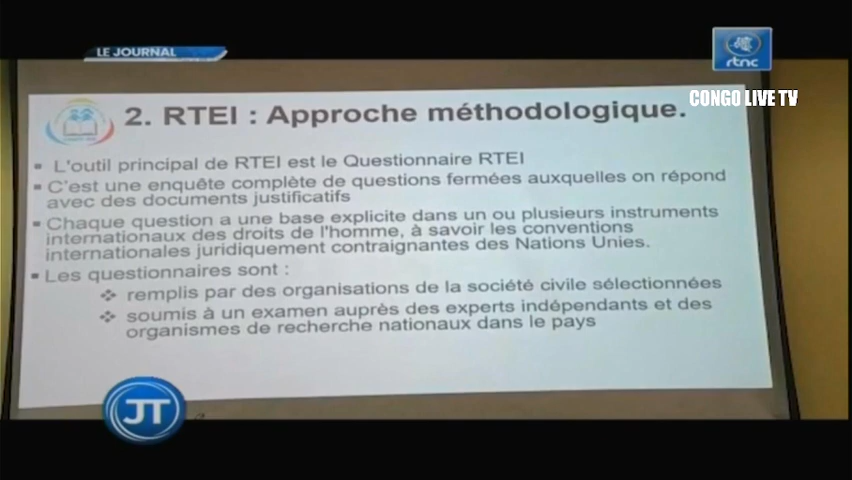 LE JOURNAL
rtnc
CONGO LIVE TV
2. RTEI : Approche méthodologique.
▪ L'outil principal de RTEI est le Questionnaire RTEI
▪ C'est une enquête complète de questions fermées auxquelles on répond
avec des documents justificatifs
▪ Chaque question a une base explicite dans un ou plusieurs instruments
internationaux des droits de l'homme, à savoir les conventions
internationales juridiquement contraignantes des Nations Unies.
▪ Les questionnaires sont :
❖ remplis par des organisations de la société civile sélectionnées
❖ soumis à un examen auprès des experts indépendants et des
organismes de recherche nationaux dans le pays
JT